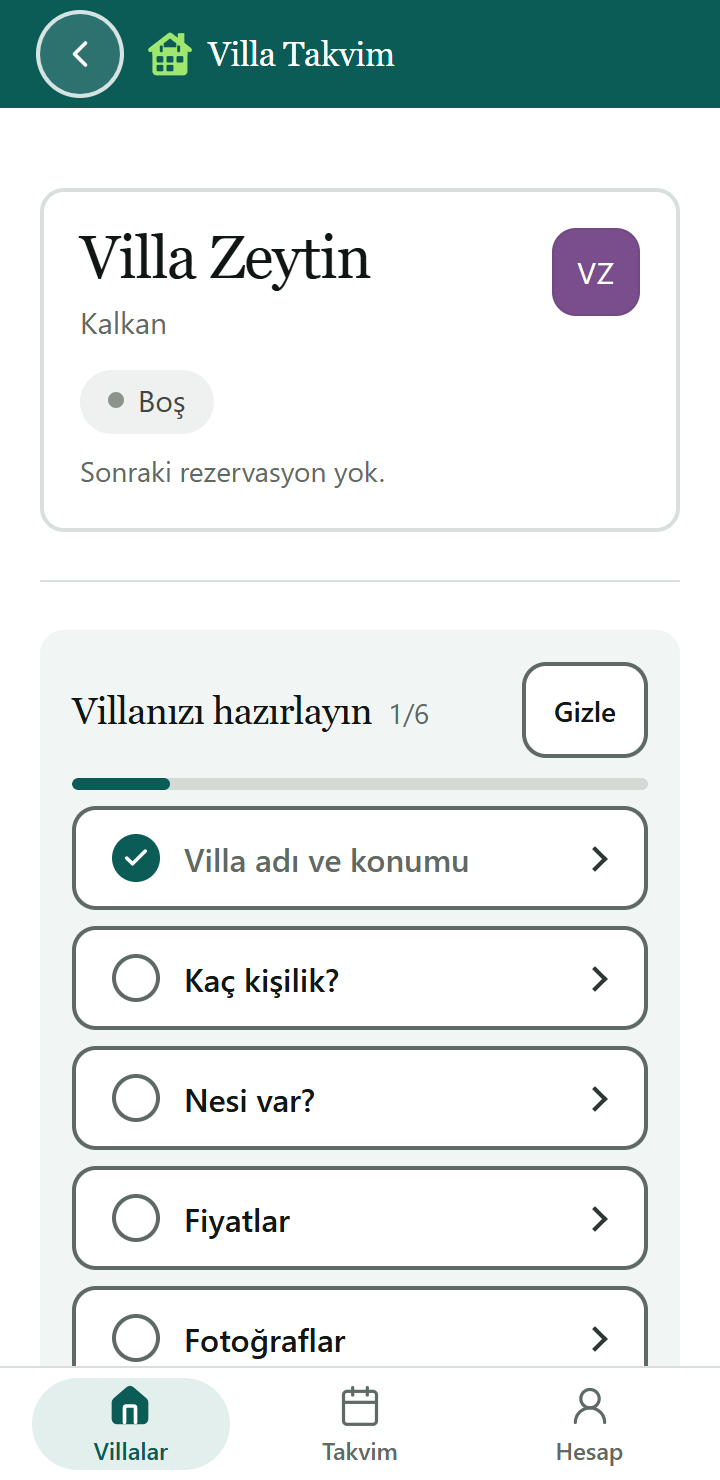 Villa Takvim
Villa Zeytin
VZ
Kalkan
Boş
Sonraki rezervasyon yok.
Villanızı hazırlayın 1/6
Gizle
Villa adı ve konumu
Kaç kişilik?
Nesi var?
Fiyatlar
Fotoğraflar
Villalar
Takvim
Hesap